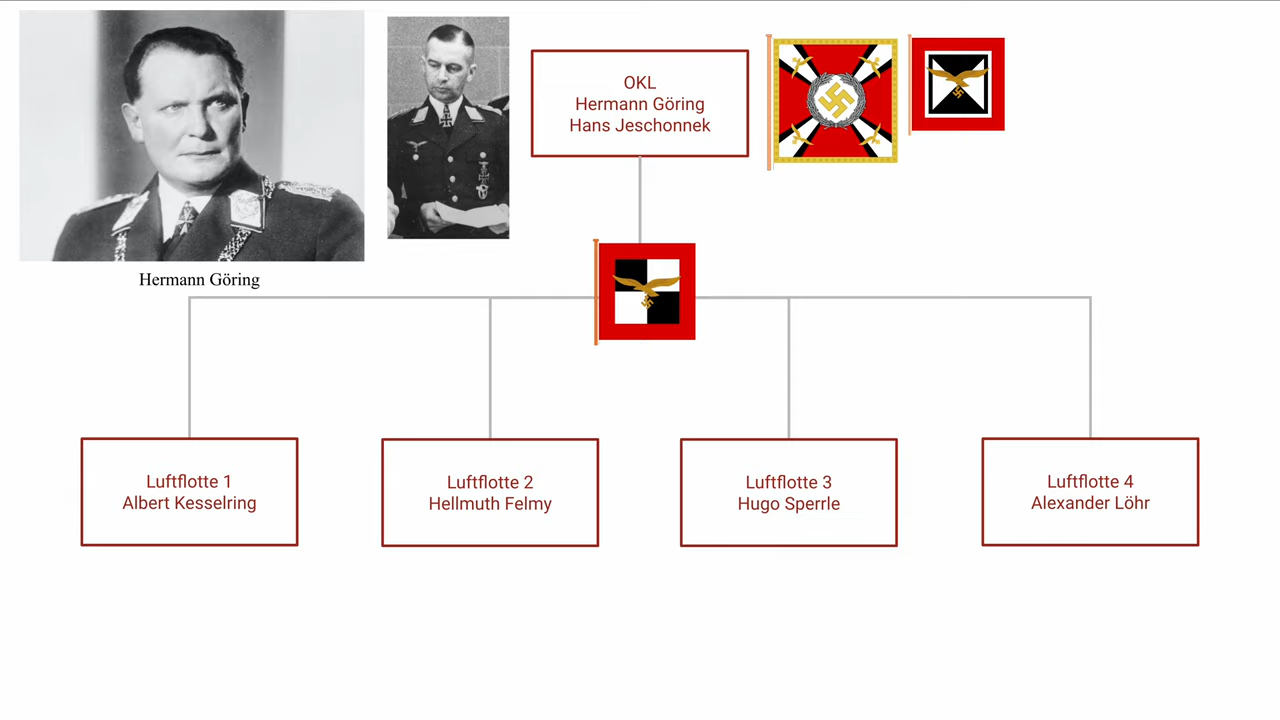 OKL
Hermann Göring
Hans Jeschonnek
Hermann Göring
Luftflotte 1
Albert Kesselring
Luftflotte 2
Hellmuth Felmy
Luftflotte 3
Hugo Sperrle
Luftflotte 4
Alexander Löhr